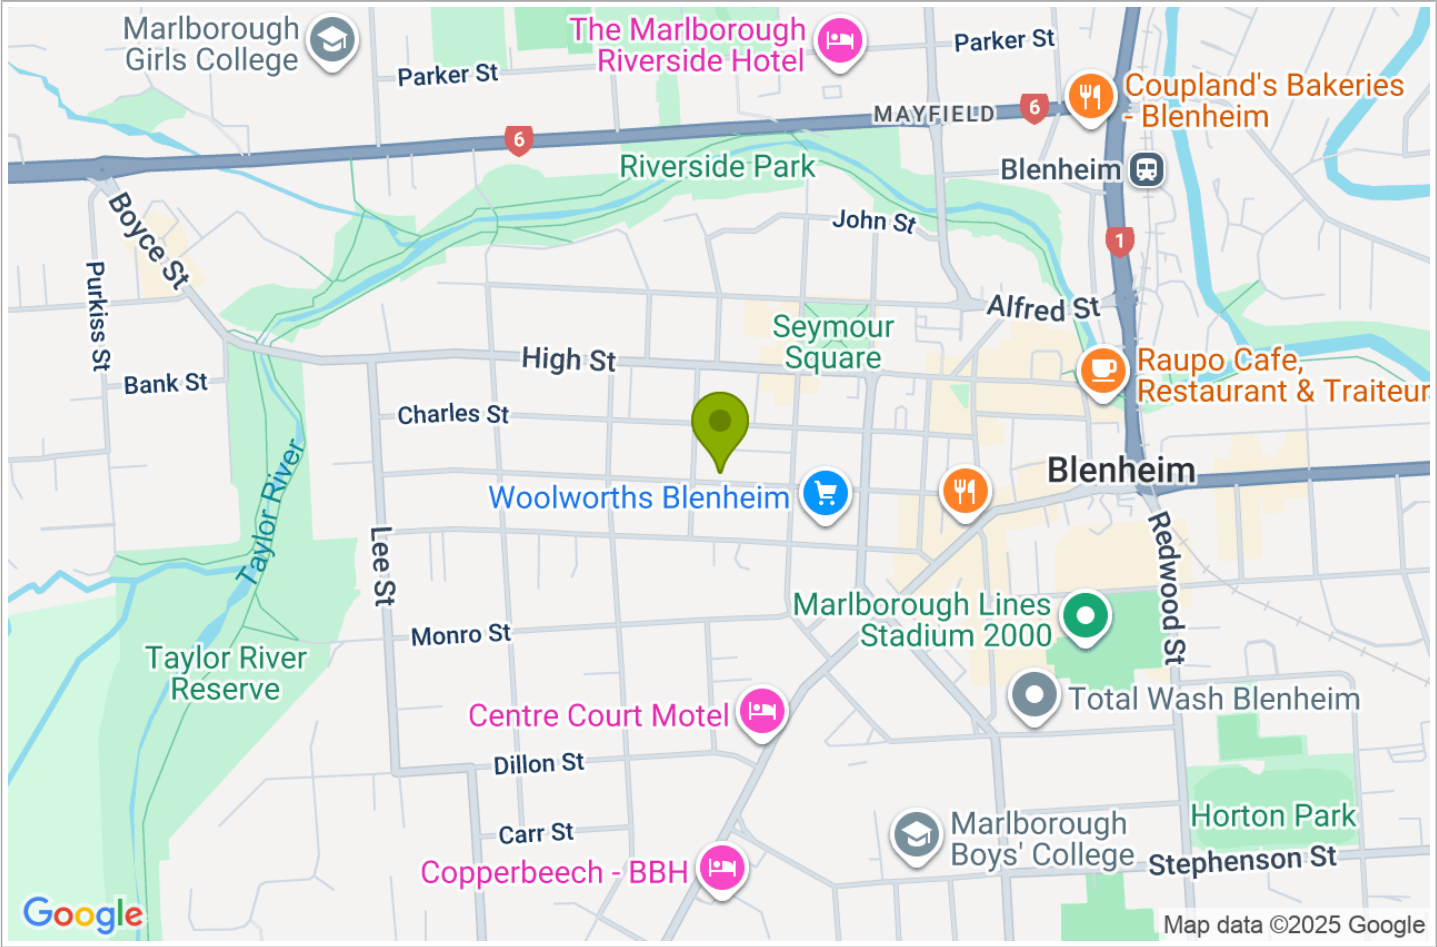 Marlborough
Girls College
The Marlborough
Riverside Hotel
Parker St
Parker St
Coupland's Bakeries
- Blenheim
MAYFIELD
6
6
Riverside Park
Blenheim
Boyce St
John St
1
Purkiss St
Alfred St
Seymour
Square
High St
Raupo Cafe,
Restaurant & Traiteur
Bank St
Charles St
Taylor River
Blenheim
Woolworths Blenheim
Lee St
Redwood St
Marlborough Lines
Stadium 2000
Monro St
Taylor River
Reserve
Total Wash Blenheim
Centre Court Motel
Dillon St
Horton Park
Carr St
Marlborough
Boys' College
Stephenson St
Copperbeech - BBH
Google
Map data ©2025 Google